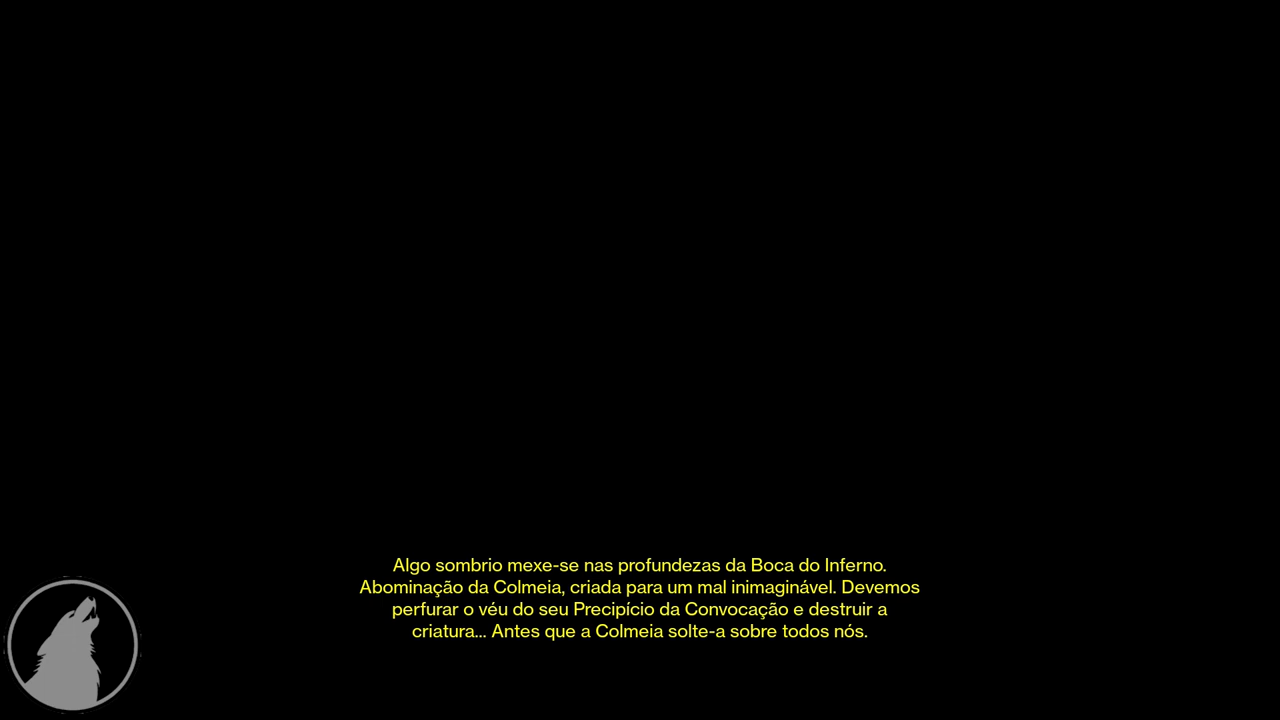 Algo sombrio mexe-se nas profundezas da Boca do Inferno.
Abominação da Colmeia, criada para um mal inimaginável. Devemos
perfurar o véu do seu Precipício da Convocação e destruir a
criatura... Antes que a Colmeia solte-a sobre todos nós.